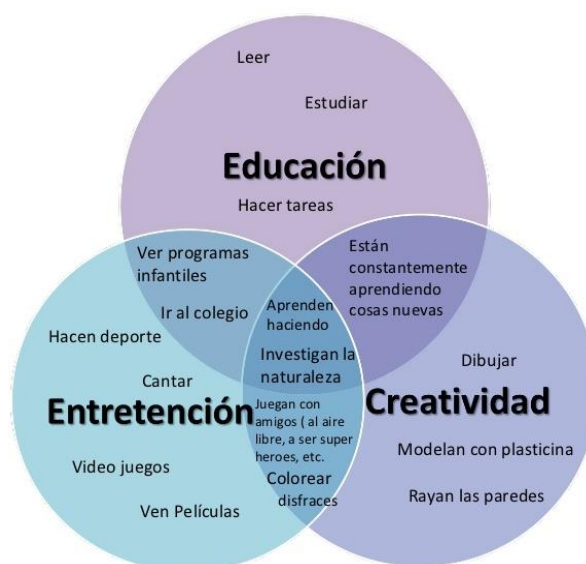 Leer
Estudiar
Educación
Hacer tareas
Ver programas
infantiles
Ir al colegio
Están
constantemente
aprendiendo
cosas nuevas
Aprenden
haciendo
Investigan la
naturaleza
Hacen deporte
Cantar
Entretención
Video juegos
Ven Películas
Juegan con
amigos ( al aire
libre, a ser super
heroes, etc.
Colorear
disfraces
Dibujar
Creatividad
Modelan con plasticina
Rayan las paredes